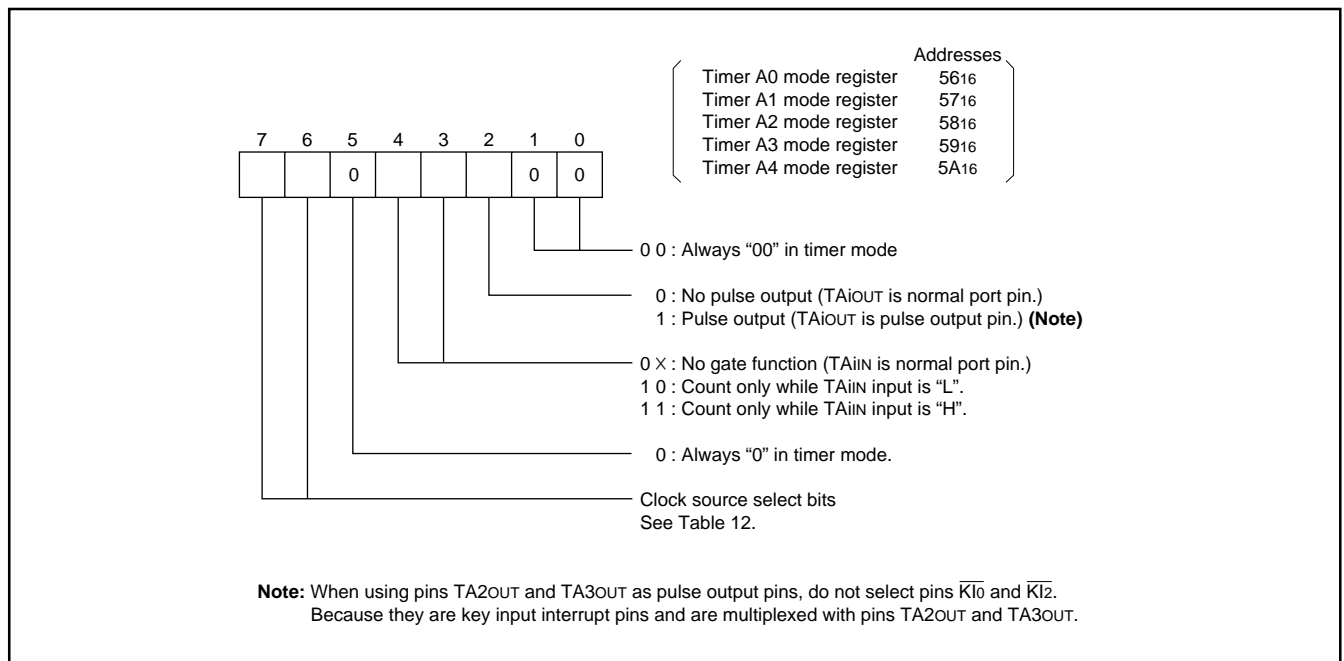 Addresses
Timer A0 mode register 5616
Timer A1 mode register 5716
Timer A2 mode register 5816
Timer A3 mode register 5916
Timer A4 mode register 5A16
7 6 5 4 3 2 1 0
0 0 0
0 0 : Always “00” in timer mode
0 : No pulse output (TAiOUT is normal port pin.)
1 : Pulse output (TAiOUT is pulse output pin.) (Note)
0 × : No gate function (TAiIN is normal port pin.)
1 0 : Count only while TAiIN input is “L”.
1 1 : Count only while TAiIN input is “H”.
0 : Always “0” in timer mode.
Clock source select bits
See Table 12.
Note: When using pins TA2OUT and TA3OUT as pulse output pins, do not select pins K̅I̅0 and K̅I̅2.
Because they are key input interrupt pins and are multiplexed with pins TA2OUT and TA3OUT.